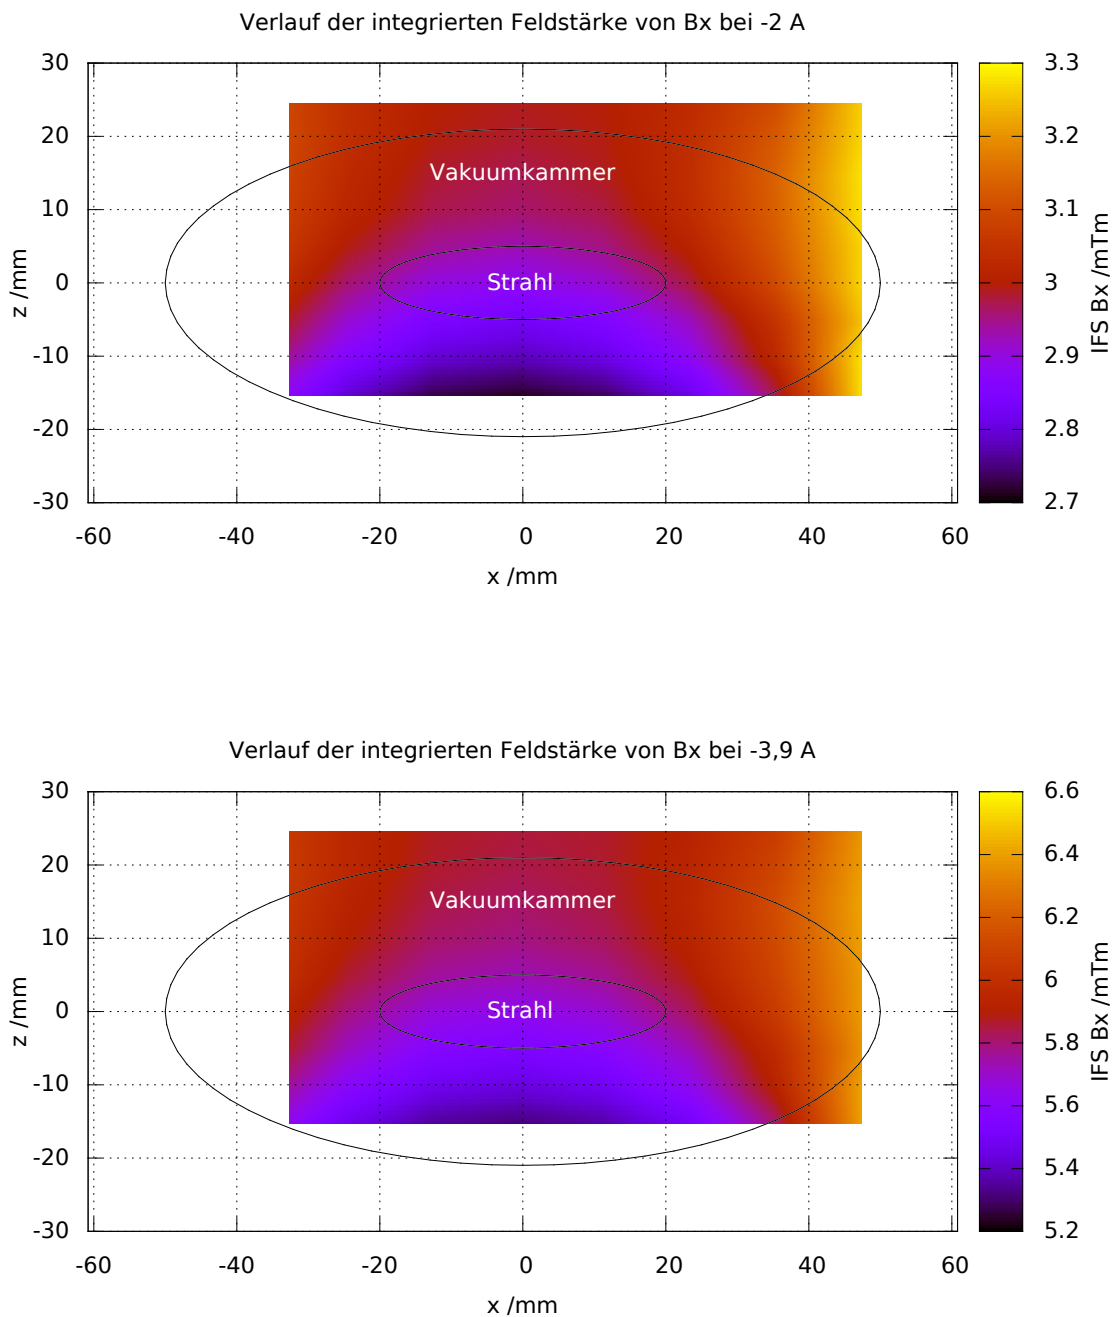 Verlauf der integrierten Feldstärke von Bx bei -2 A
30
20
10
0
-10
-20
-30
z /mm
Vakuumkammer
Strahl
-60 -40 -20 0 20 40 60
x /mm
3.3
3.2
3.1
3
2.9
2.8
2.7
IFS Bx /mTm
Verlauf der integrierten Feldstärke von Bx bei -3,9 A
30
20
10
0
-10
-20
-30
z /mm
Vakuumkammer
Strahl
-60 -40 -20 0 20 40 60
x /mm
6.6
6.4
6.2
6
5.8
5.6
5.4
5.2
IFS Bx /mTm